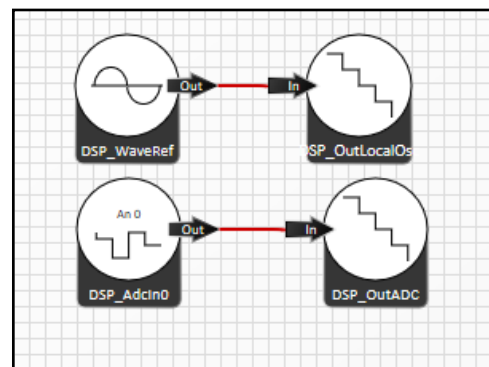 Out
In
DSP_WaveRef
SP_OutLocalOs
An 0
Out
In
DSP_AdcIn0
DSP_OutADC